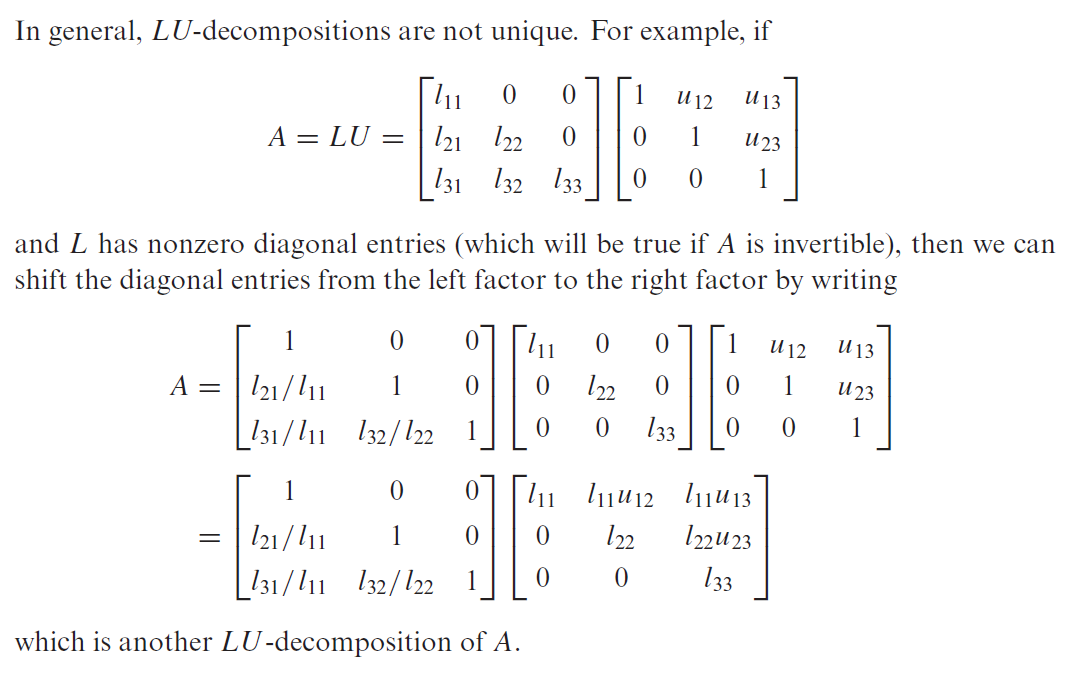 In general, LU-decompositions are not unique. For example, if
A = LU = [l11 0 0; l21 l22 0; l31 l32 l33] [1 u12 u13; 0 1 u23; 0 0 1]
and L has nonzero diagonal entries (which will be true if A is invertible), then we can
shift the diagonal entries from the left factor to the right factor by writing
A = [1 0 0; l21/l11 1 0; l31/l11 l32/l22 1] [l11 0 0; 0 l22 0; 0 0 l33] [1 u12 u13; 0 1 u23; 0 0 1]
= [1 0 0; l21/l11 1 0; l31/l11 l32/l22 1] [l11 l11u12 l11u13; 0 l22 l22u23; 0 0 l33]
which is another LU-decomposition of A.